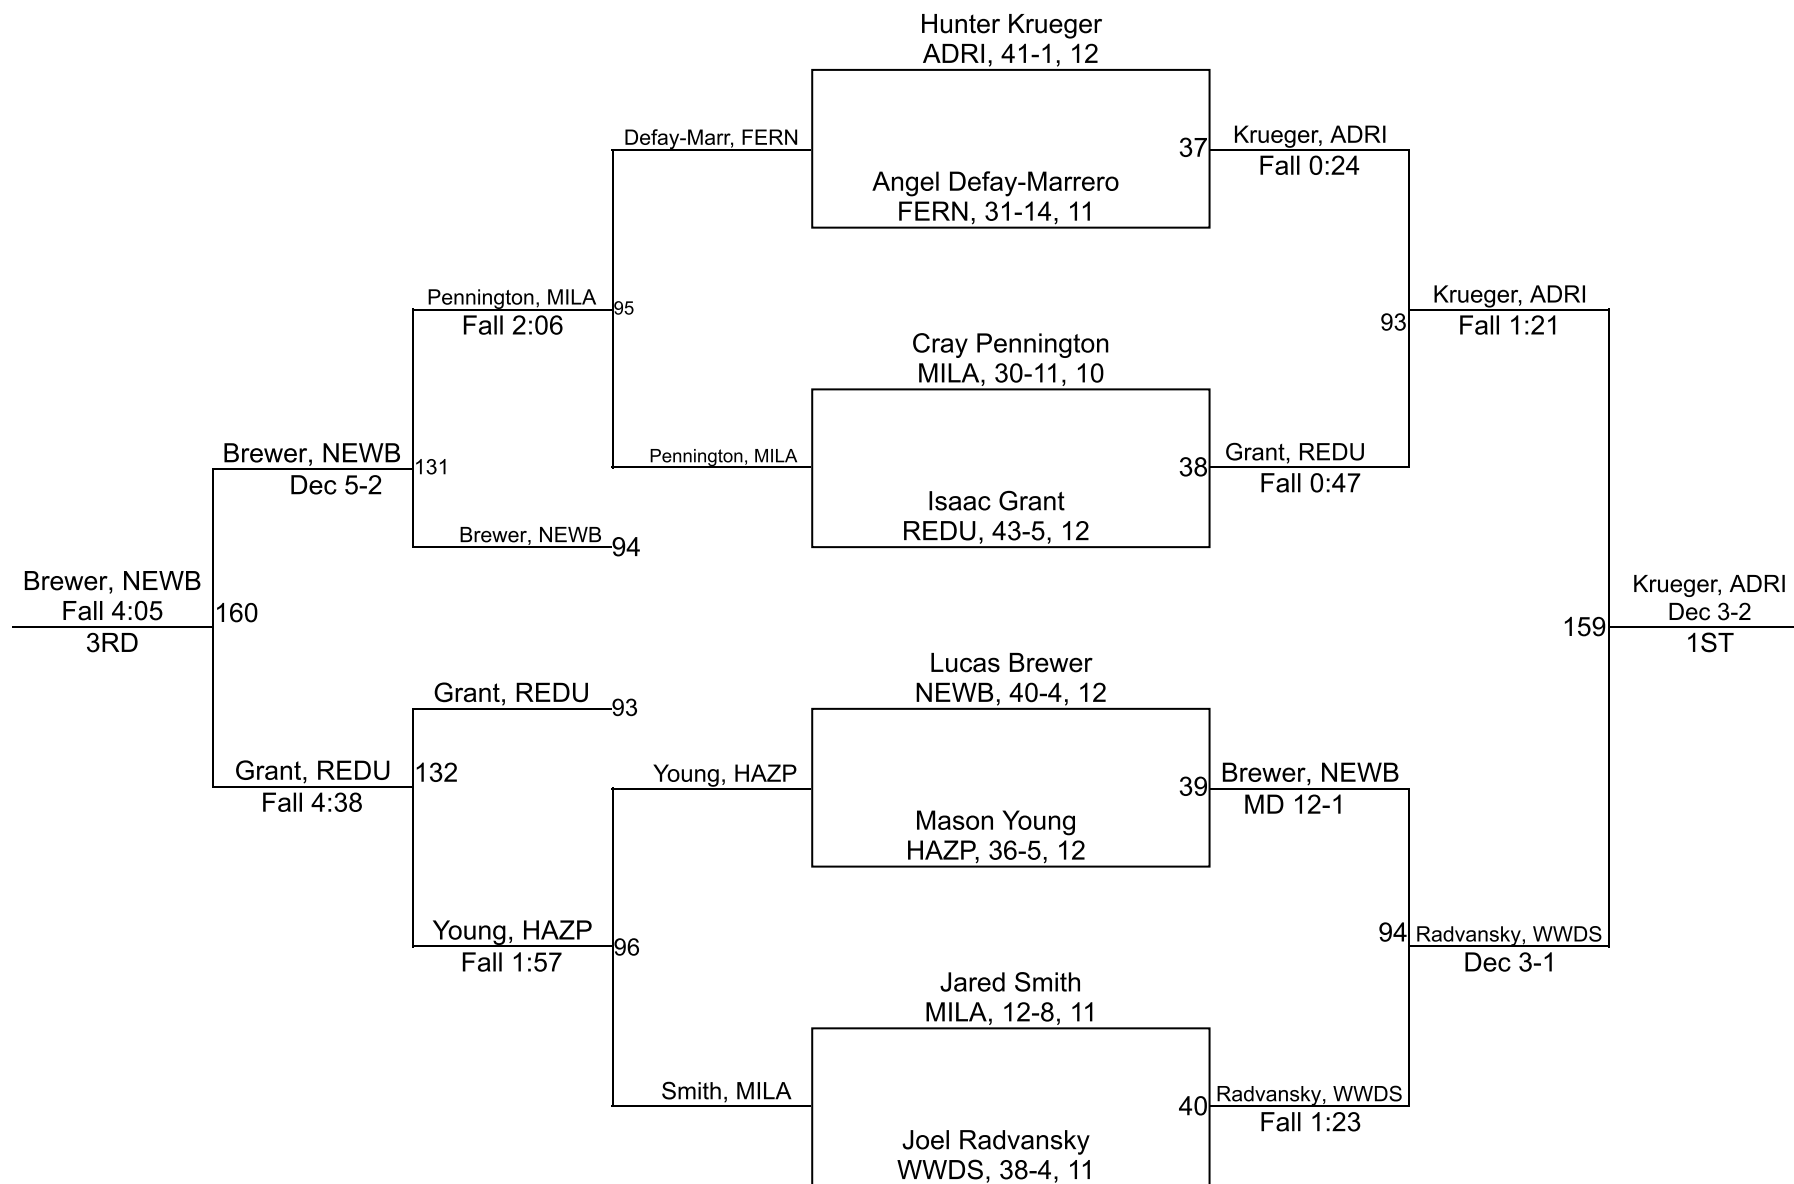 Hunter Krueger
ADRI, 41-1, 12
Defay-Marr, FERN
37
Krueger, ADRI
Fall 0:24
Angel Defay-Marrero
FERN, 31-14, 11
Pennington, MILA
Fall 2:06
95
Krueger, ADRI
Fall 1:21
93
Cray Pennington
MILA, 30-11, 10
Brewer, NEWB
Dec 5-2
131
Pennington, MILA
38
Grant, REDU
Fall 0:47
Isaac Grant
REDU, 43-5, 12
Brewer, NEWB
94
Brewer, NEWB
Fall 4:05
3RD
160
Krueger, ADRI
Dec 3-2
1ST
159
Lucas Brewer
NEWB, 40-4, 12
Grant, REDU
93
Grant, REDU
Fall 4:38
132
Young, HAZP
39
Brewer, NEWB
MD 12-1
Mason Young
HAZP, 36-5, 12
Young, HAZP
Fall 1:57
96
94
Radvansky, WWDS
Dec 3-1
Jared Smith
MILA, 12-8, 11
Smith, MILA
40
Radvansky, WWDS
Fall 1:23
Joel Radvansky
WWDS, 38-4, 11